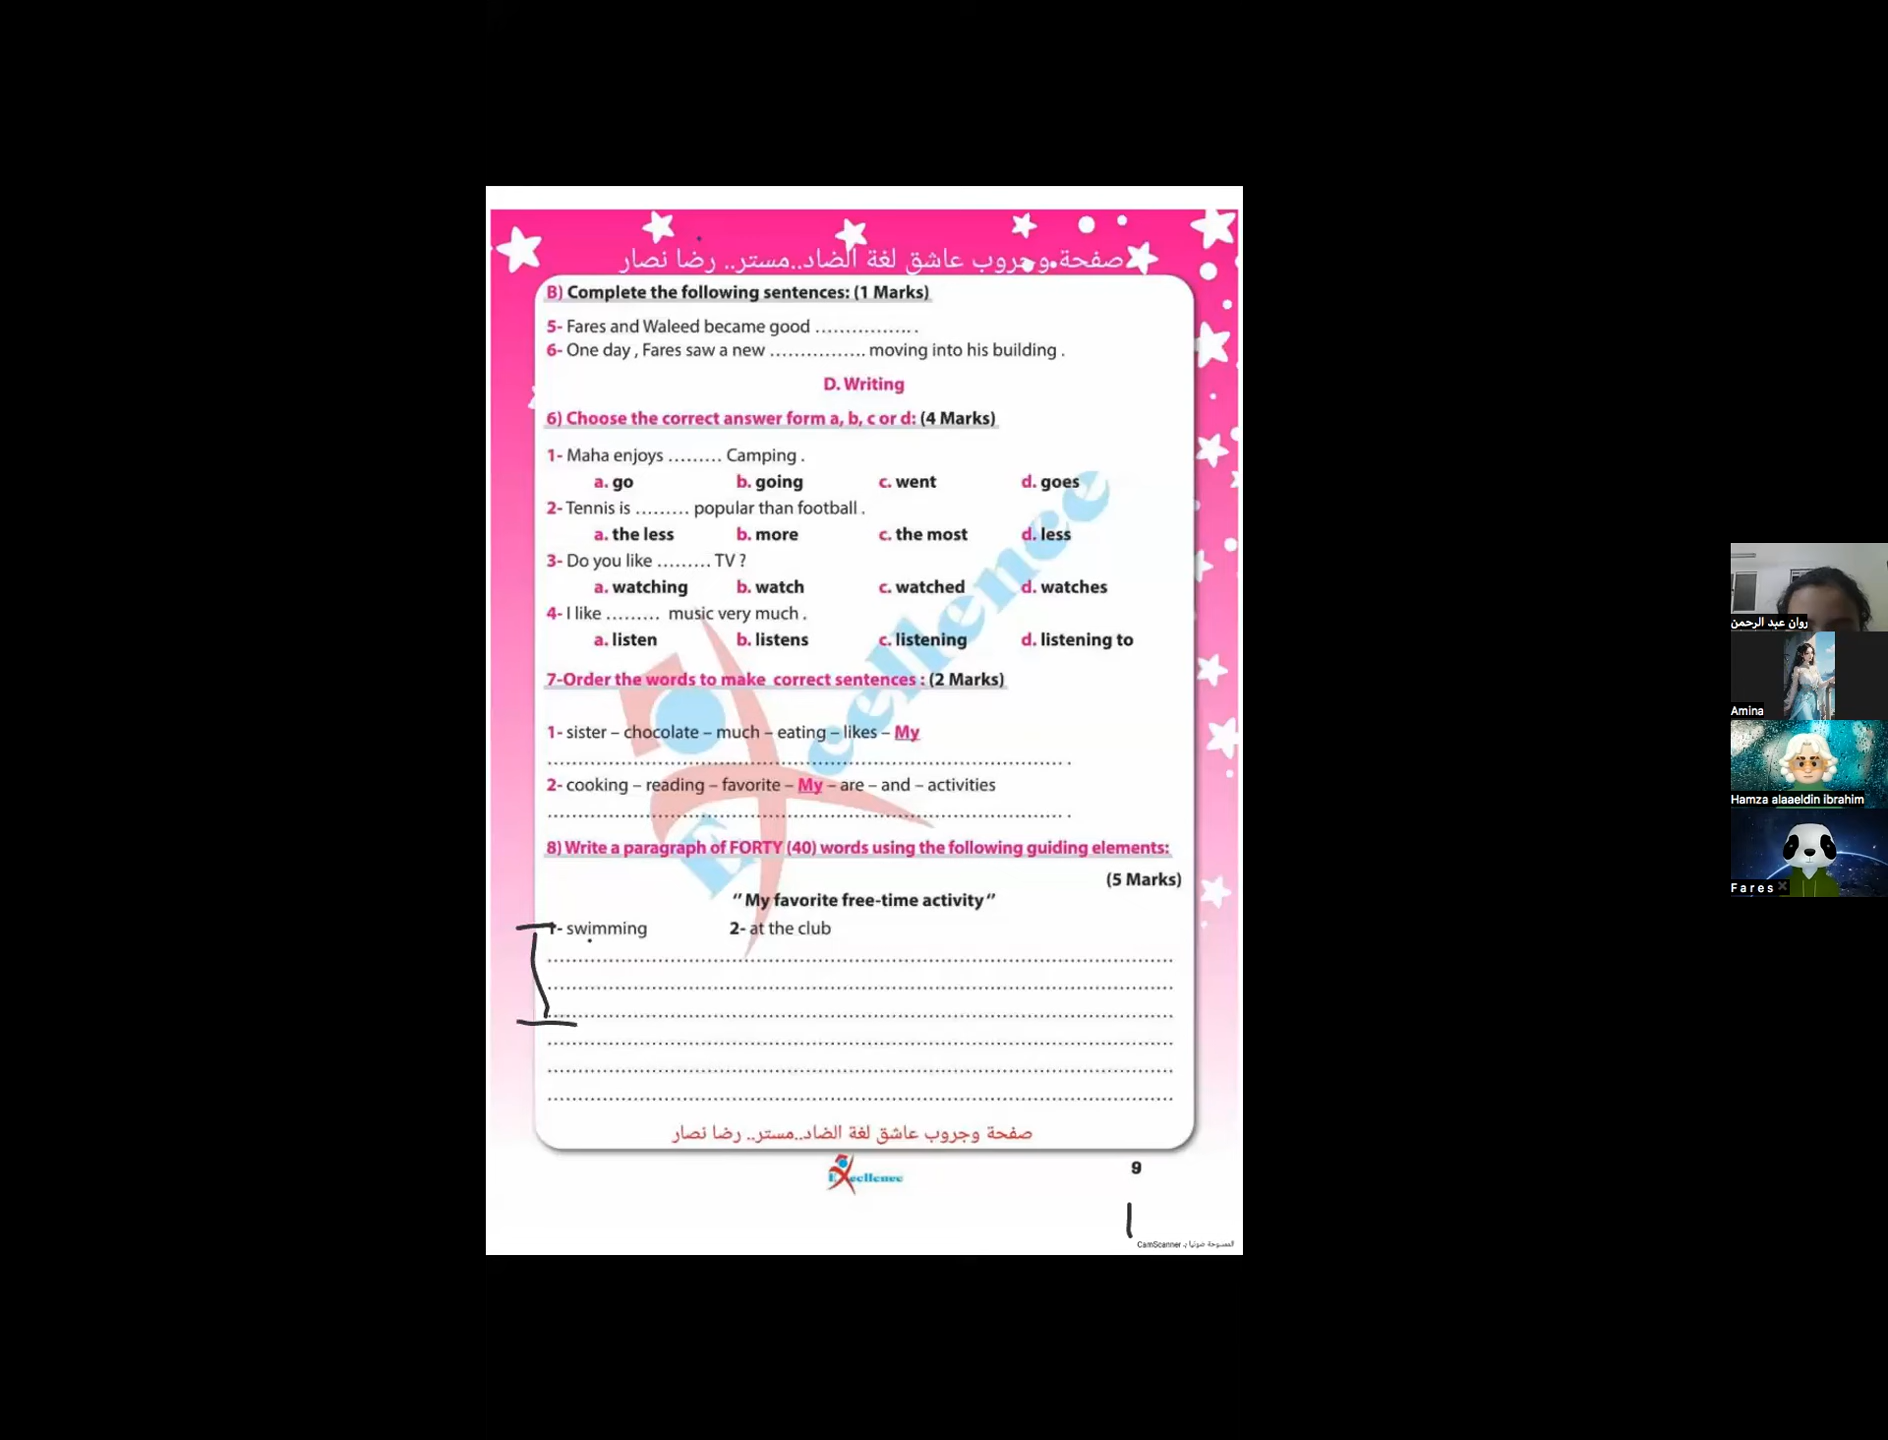 صفحة وجروب عاشق لغة الضاد..مستر.. رضا نصار
B) Complete the following sentences: (1 Marks)
5- Fares and Waleed became good ................ .
6- One day , Fares saw a new ................ moving into his building .
D. Writing
6) Choose the correct answer form a, b, c or d: (4 Marks)
1- Maha enjoys ......... Camping .
a. go b. going c. went d. goes
2- Tennis is ......... popular than football .
a. the less b. more c. the most d. less
3- Do you like ......... TV ?
a. watching b. watch c. watched d. watches
4- I like ......... music very much .
a. listen b. listens c. listening d. listening to
7-Order the words to make correct sentences : (2 Marks)
1- sister – chocolate – much – eating – likes – My
2- cooking – reading – favorite – My – are – and – activities
8) Write a paragraph of FORTY (40) words using the following guiding elements:
(5 Marks)
"My favorite free-time activity"
1- swimming 2- at the club
صفحة وجروب عاشق لغة الضاد..مستر.. رضا نصار
Excellence
9
الممسوحة ضوئيا بـ CamScanner
Excellence
روان عبد الرحمن
Amina
Hamza alaaeldin ibrahim
Fares